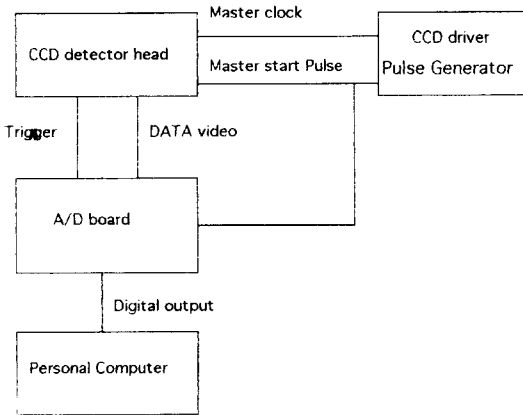 Master clock
CCD detector head
CCD driver
Pulse Generator
Master start Pulse
Trigger
DATA video
A/D board
Digital output
Personal Computer